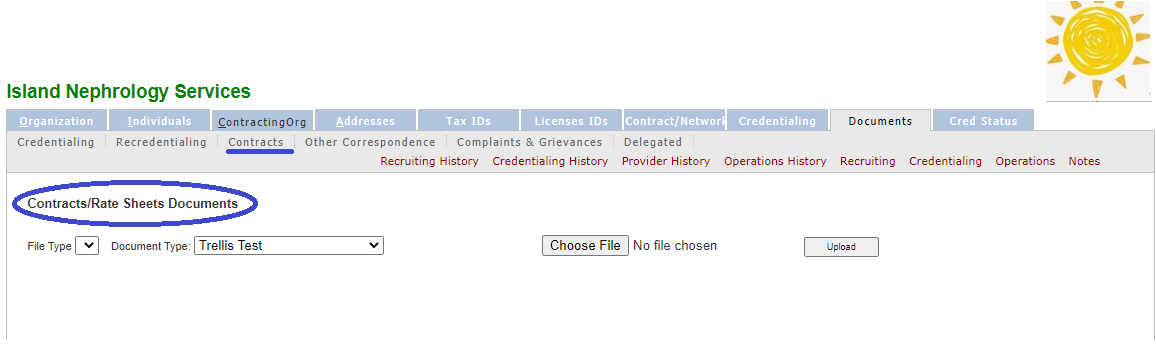 Island Nephrology Services
Organization Individuals ContractingOrg Addresses Tax IDs Licenses IDs Contract/Network Credentialing Documents Cred Status
Credentialing Recredentialing Contracts Other Correspondence Complaints & Grievances Delegated
Recruiting History Credentialing History Provider History Operations History Recruiting Credentialing Operations Notes
Contracts/Rate Sheets Documents
File Type Document Type: Trellis Test Choose File No file chosen Upload